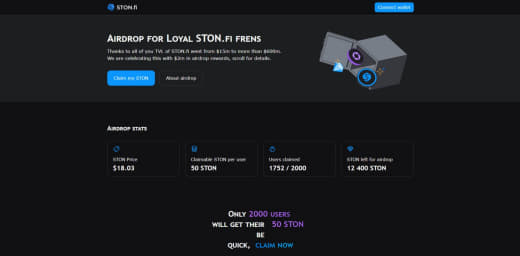 STON.fi
Connect wallet
Airdrop for Loyal STON.fi frens
Thanks to all of you TVL of STON.fi went from $15m to more than $600m.
We are celebrating this with $2m in airdrop rewards, scroll for details.
Claim my STON
About airdrop
Airdrop stats
STON Price
$18.03
Claimable STON per user
50 STON
Users claimed
1752 / 2000
STON left for airdrop
12 400 STON
Only 2000 users
will get their 50 STON
be
quick, claim now